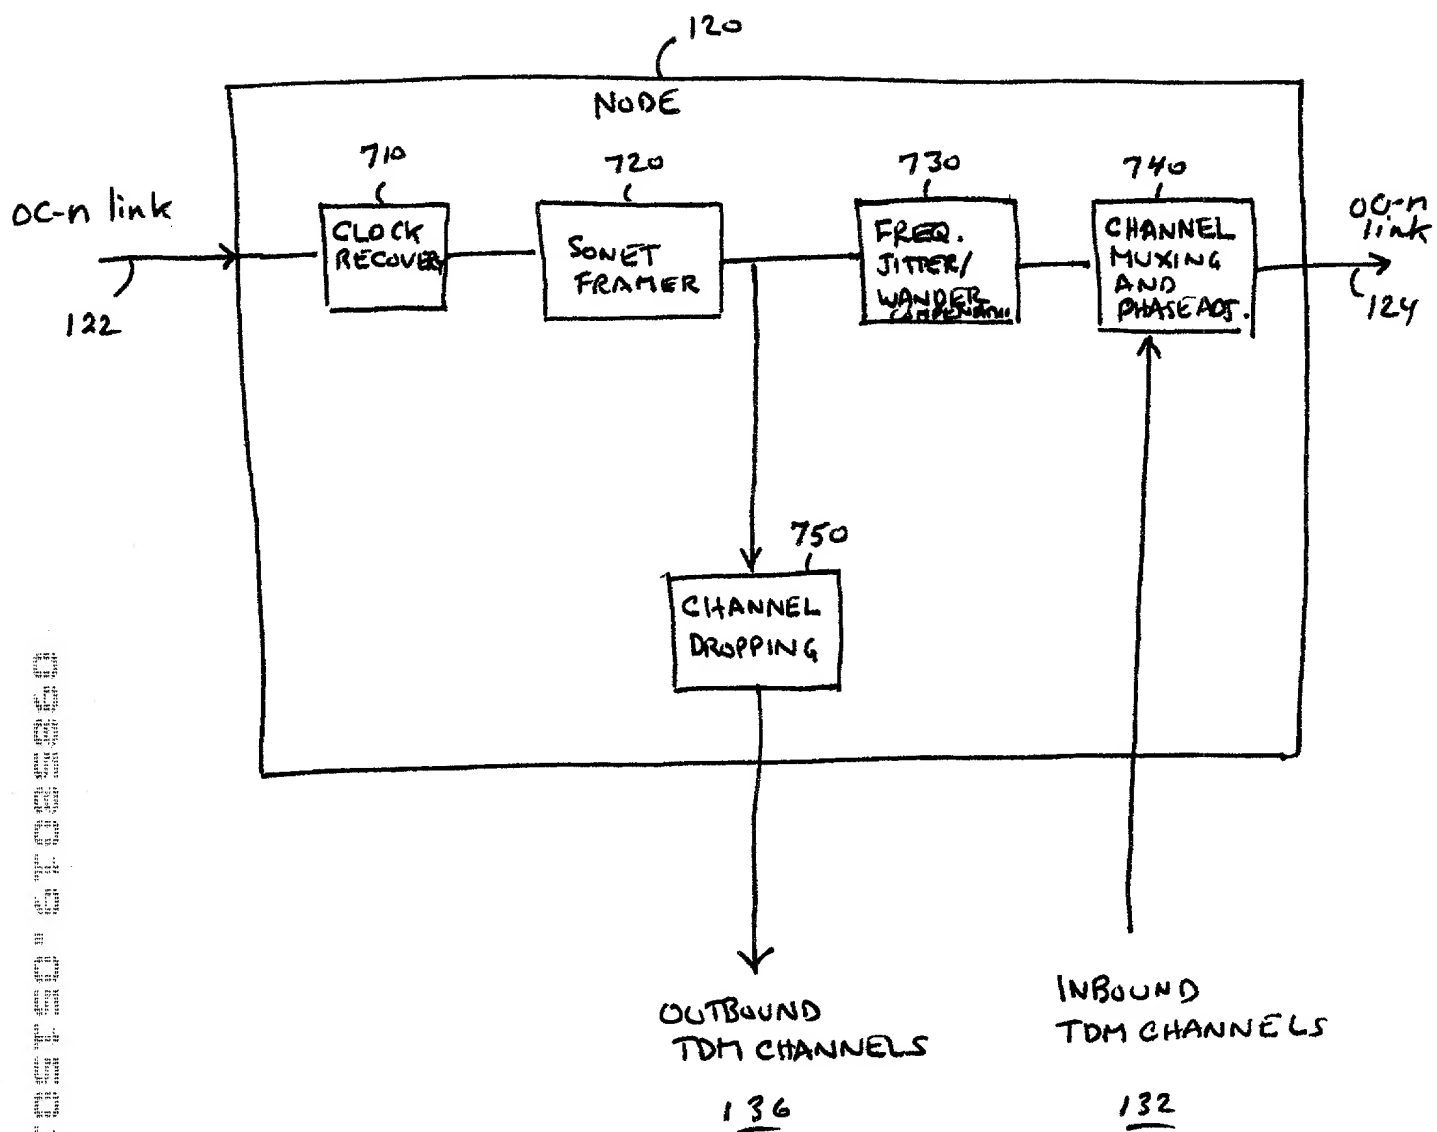 120
NODE
710
720
730
740
OC-n link
122
CLOCK
RECOVERY
SONET
FRAMER
FREQ.
JITTER/
WANDER
CHANNEL
MUXING
AND
PHASE ADJ.
OC-n
link
124
750
CHANNEL
DROPPING
OUTBOUND
TDM CHANNELS
136
INBOUND
TDM CHANNELS
132